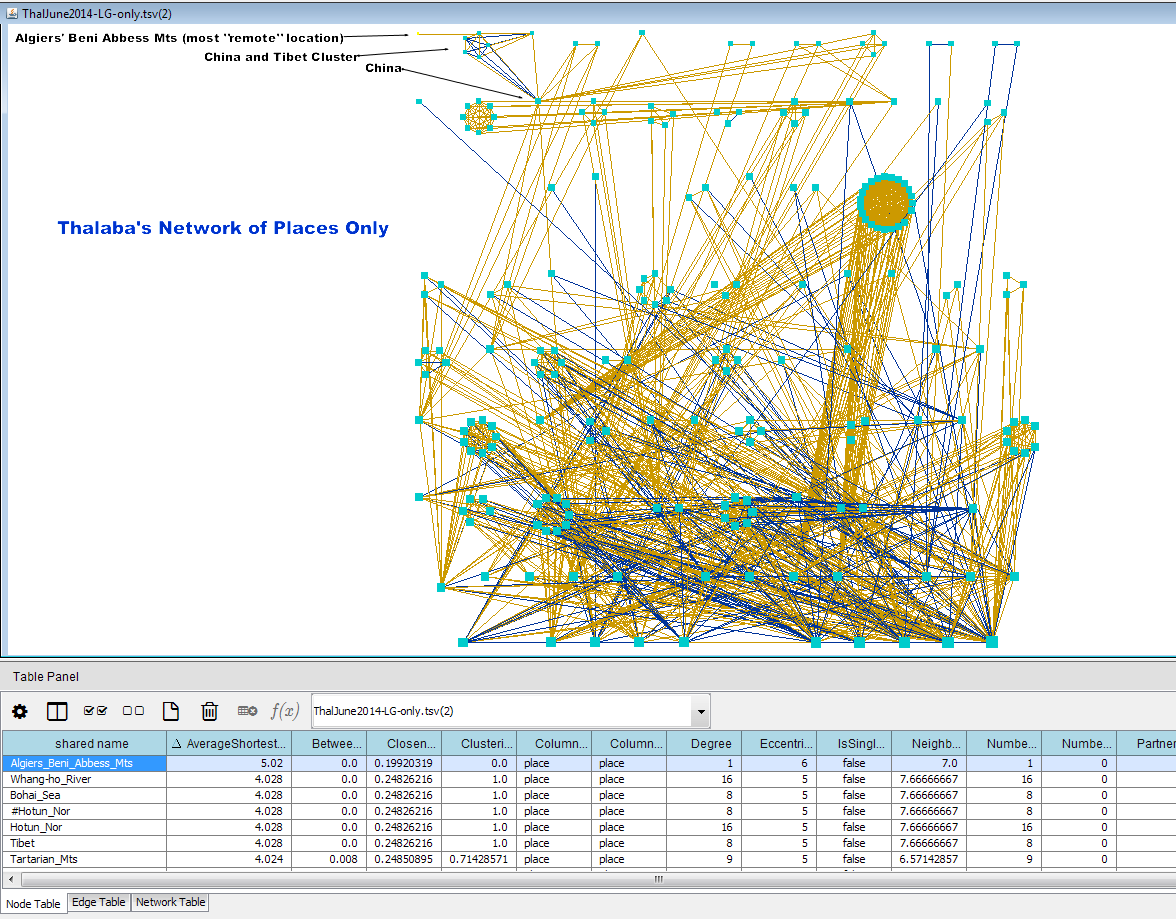 ThalJune2014-LG-only.tsv(2)
Algiers' Beni Abbess Mts (most "remote" location)
China and Tibet Cluster
China
Thalaba's Network of Places Only
Table Panel
f(x)
ThalJune2014-LG-only.tsv(2)
shared name △ AverageShortest... Betwee... Closen... Clusteri... Column... Column... Degree Eccentri... IsSingl... Neighb... Numbe... Numbe... Partner
Algiers_Beni_Abbess_Mts 5.02 0.0 0.19920319 0.0 place place 1 6 false 7.0 1 0
Whang-ho_River 4.028 0.0 0.24826216 1.0 place place 16 5 false 7.66666667 16 0
Bohai_Sea 4.028 0.0 0.24826216 1.0 place place 8 5 false 7.66666667 8 0
#Hotun_Nor 4.028 0.0 0.24826216 1.0 place place 8 5 false 7.66666667 8 0
Hotun_Nor 4.028 0.0 0.24826216 1.0 place place 16 5 false 7.66666667 16 0
Tibet 4.028 0.0 0.24826216 1.0 place place 8 5 false 7.66666667 8 0
Tartarian_Mts 4.024 0.008 0.24850895 0.71428571 place place 9 5 false 6.57142857 9 0
Node Table Edge Table Network Table